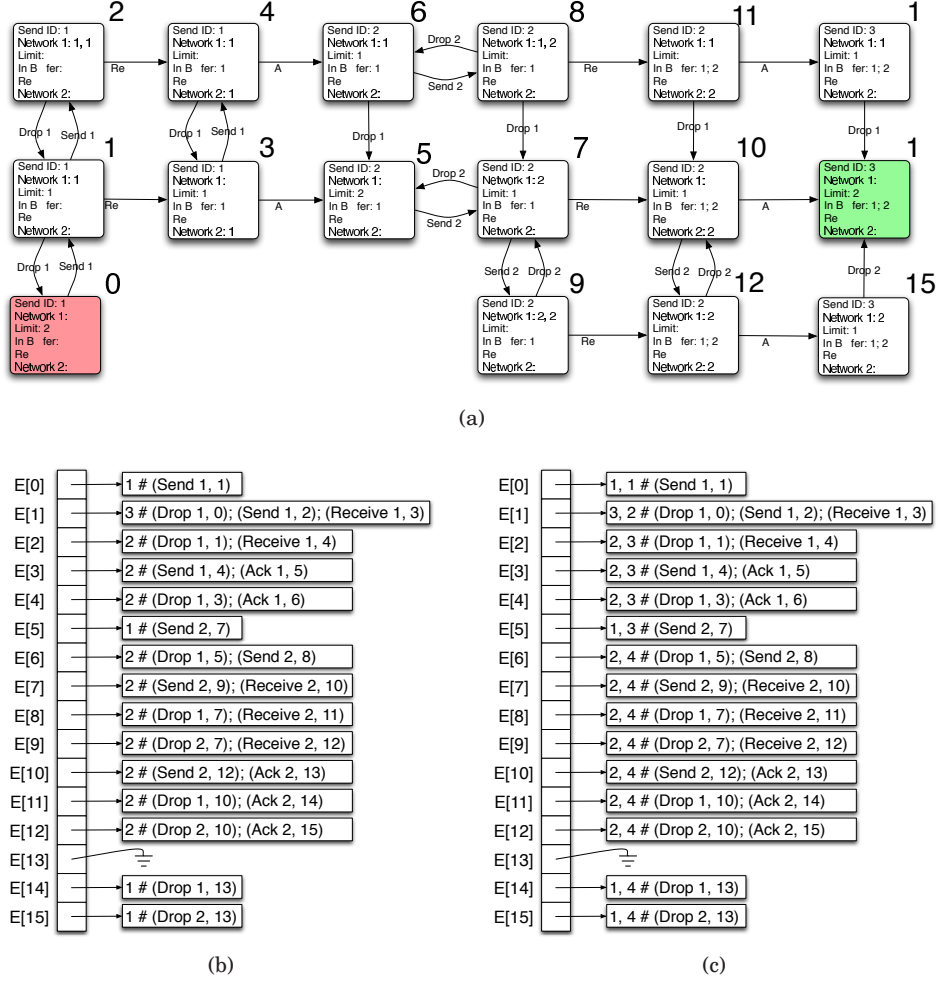 2 4 6 8 11 1
Send ID: 1
Network 1: 1, 1
Limit:
In B fer:
Re
Network 2:
Re
Send ID: 1
Network 1: 1
Limit:
In B fer: 1
Re
Network 2: 1
A
Send ID: 2
Network 1: 1
Limit: 1
In B fer: 1
Re
Network 2:
Drop 2
Send 2
Send ID: 2
Network 1: 1, 2
Limit:
In B fer: 1
Re
Network 2:
Re
Send ID: 2
Network 1: 1
Limit:
In B fer: 1; 2
Re
Network 2: 2
A
Send ID: 3
Network 1: 1
Limit: 1
In B fer: 1; 2
Re
Network 2:
Drop 1 Send 1 Drop 1 Send 1 Drop 1 Drop 1 Drop 1 Drop 1
1 3 5 7 10 1
Send ID: 1
Network 1: 1
Limit: 1
In B fer:
Re
Network 2:
Re
Send ID: 1
Network 1:
Limit: 1
In B fer: 1
Re
Network 2: 1
A
Send ID: 2
Network 1:
Limit: 2
In B fer: 1
Re
Network 2:
Drop 2
Send 2
Send ID: 2
Network 1: 2
Limit: 1
In B fer: 1
Re
Network 2:
Re
Send ID: 2
Network 1:
Limit: 1
In B fer: 1; 2
Re
Network 2: 2
A
Send ID: 3
Network 1:
Limit: 2
In B fer: 1; 2
Re
Network 2:
Drop 1 Send 1 Send 2 Drop 2 Send 2 Drop 2 Drop 2
0 9 12 15
Send ID: 1
Network 1:
Limit: 2
In B fer:
Re
Network 2:
Send ID: 2
Network 1: 2, 2
Limit:
In B fer: 1
Re
Network 2:
Re
Send ID: 2
Network 1: 2
Limit:
In B fer: 1; 2
Re
Network 2: 2
A
Send ID: 3
Network 1: 2
Limit: 1
In B fer: 1; 2
Re
Network 2:
(a)
E[0] 1 # (Send 1, 1)
E[1] 3 # (Drop 1, 0); (Send 1, 2); (Receive 1, 3)
E[2] 2 # (Drop 1, 1); (Receive 1, 4)
E[3] 2 # (Send 1, 4); (Ack 1, 5)
E[4] 2 # (Drop 1, 3); (Ack 1, 6)
E[5] 1 # (Send 2, 7)
E[6] 2 # (Drop 1, 5); (Send 2, 8)
E[7] 2 # (Send 2, 9); (Receive 2, 10)
E[8] 2 # (Drop 1, 7); (Receive 2, 11)
E[9] 2 # (Drop 2, 7); (Receive 2, 12)
E[10] 2 # (Send 2, 12); (Ack 2, 13)
E[11] 2 # (Drop 1, 10); (Ack 2, 14)
E[12] 2 # (Drop 2, 10); (Ack 2, 15)
E[13]
E[14] 1 # (Drop 1, 13)
E[15] 1 # (Drop 2, 13)
(b)
E[0] 1, 1 # (Send 1, 1)
E[1] 3, 2 # (Drop 1, 0); (Send 1, 2); (Receive 1, 3)
E[2] 2, 3 # (Drop 1, 1); (Receive 1, 4)
E[3] 2, 3 # (Send 1, 4); (Ack 1, 5)
E[4] 2, 3 # (Drop 1, 3); (Ack 1, 6)
E[5] 1, 3 # (Send 2, 7)
E[6] 2, 4 # (Drop 1, 5); (Send 2, 8)
E[7] 2, 4 # (Send 2, 9); (Receive 2, 10)
E[8] 2, 4 # (Drop 1, 7); (Receive 2, 11)
E[9] 2, 4 # (Drop 2, 7); (Receive 2, 12)
E[10] 2, 4 # (Send 2, 12); (Ack 2, 13)
E[11] 2, 4 # (Drop 1, 10); (Ack 2, 14)
E[12] 2, 4 # (Drop 2, 10); (Ack 2, 15)
E[13]
E[14] 1, 4 # (Drop 1, 13)
E[15] 1, 4 # (Drop 2, 13)
(c)